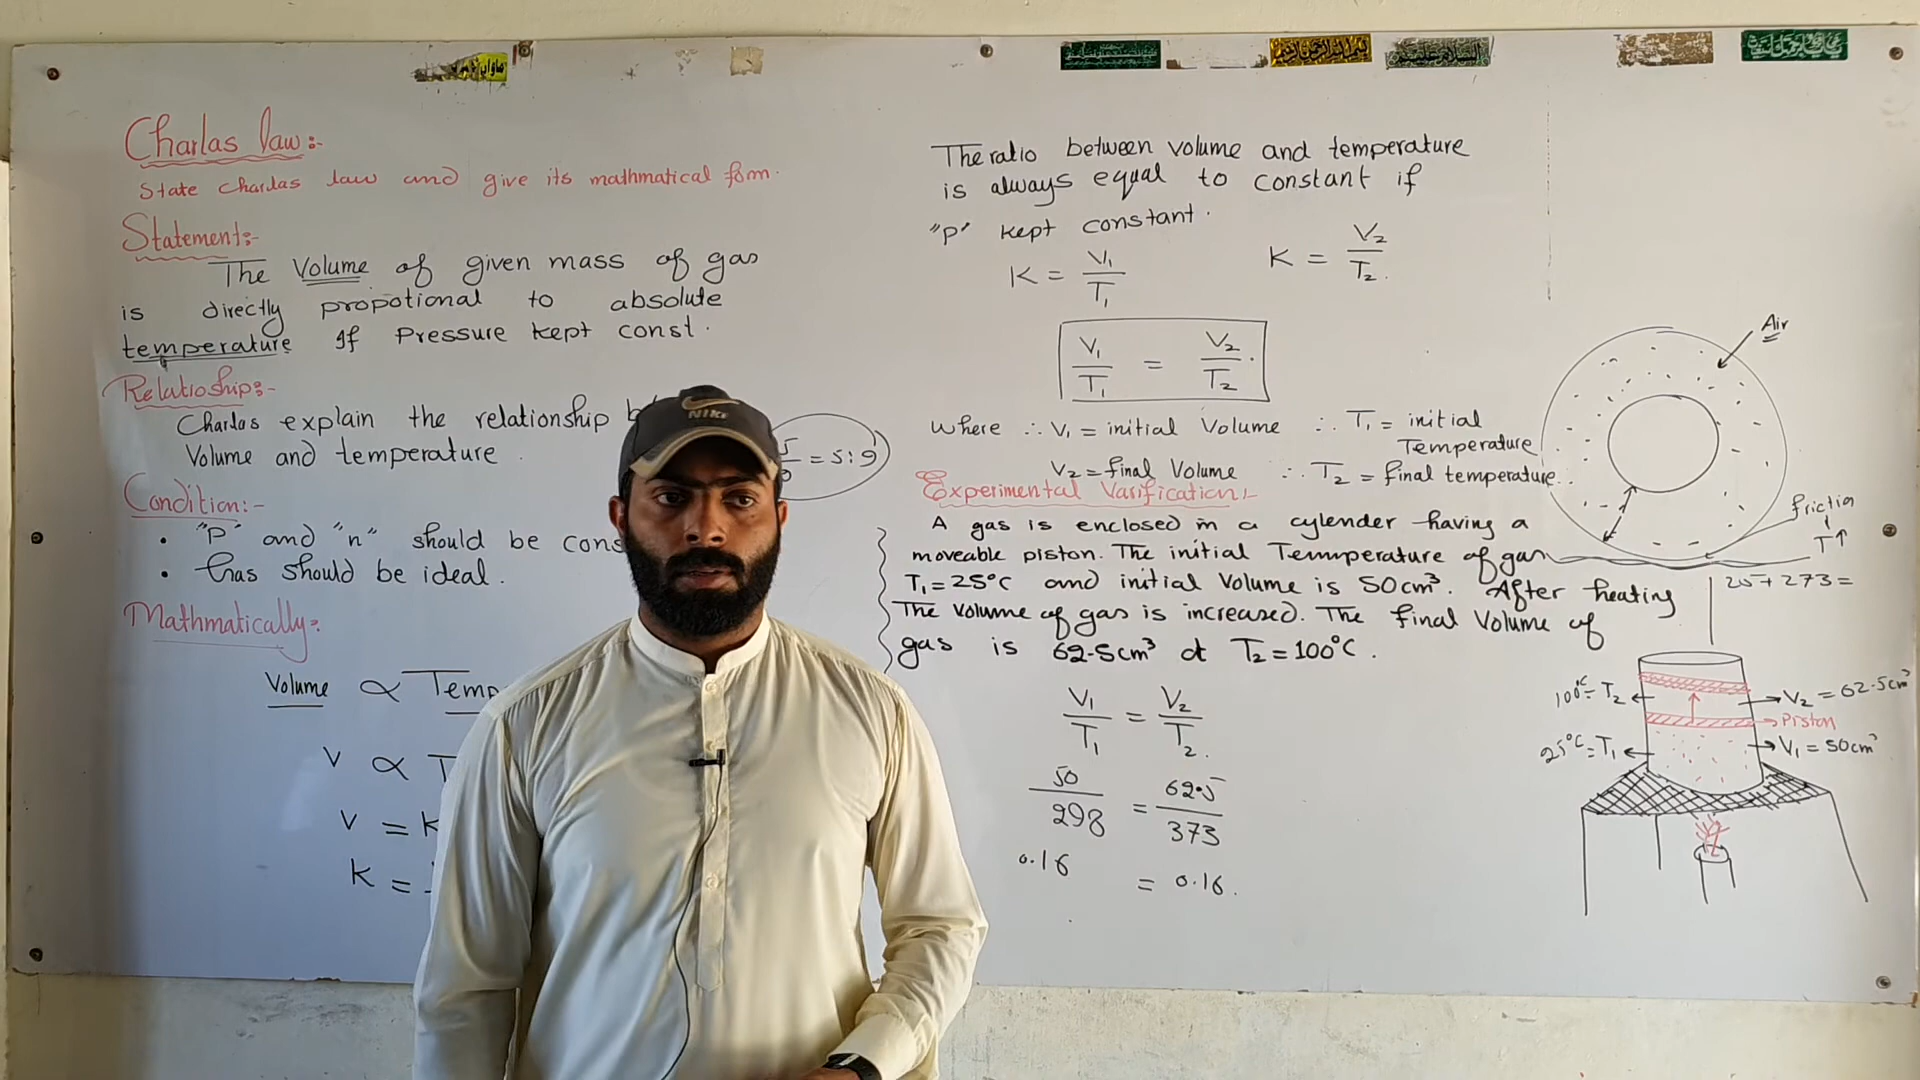 السلام علیکم
Charlas law:-
State charlas law and give its mathmatical form.
Statement:-
The Volume of given mass of gas
is directly propotional to absolute
temperature If Pressure kept const.
Relatioship:-
Charlas explain the relationship b
Volume and temperature.
Condition:-
• "P" and "n" should be cons
• Gas should be ideal.
Mathmatically:-
Volume ∝ Temp
V ∝ T
V = K
K =
NIKE
= 5:9
The ratio between volume and temperature
is always equal to constant if
"P" kept constant.
K = V₁/T₁
K = V₂/T₂.
V₁/T₁ = V₂/T₂.
where ∴ V₁ = initial Volume ∴ T₁ = initial
Temperature
V₂ = final Volume ∴ T₂ = final temperature.
Experimental Varification:-
A gas is enclosed in a cylender having a
moveable piston. The initial Temperature of gas
T₁ = 25°C and initial Volume is 50cm³. After heating
The Volume of gas is increased. The final Volume of
gas is 62.5cm³ at T₂ = 100°C.
V₁/T₁ = V₂/T₂.
50/298 = 62.5/373
0.16 = 0.16.
Air
friction
T↑
25+273=
100°C = T₂
V₂ = 62.5cm³
Piston
25°C = T₁
V₁ = 50cm³